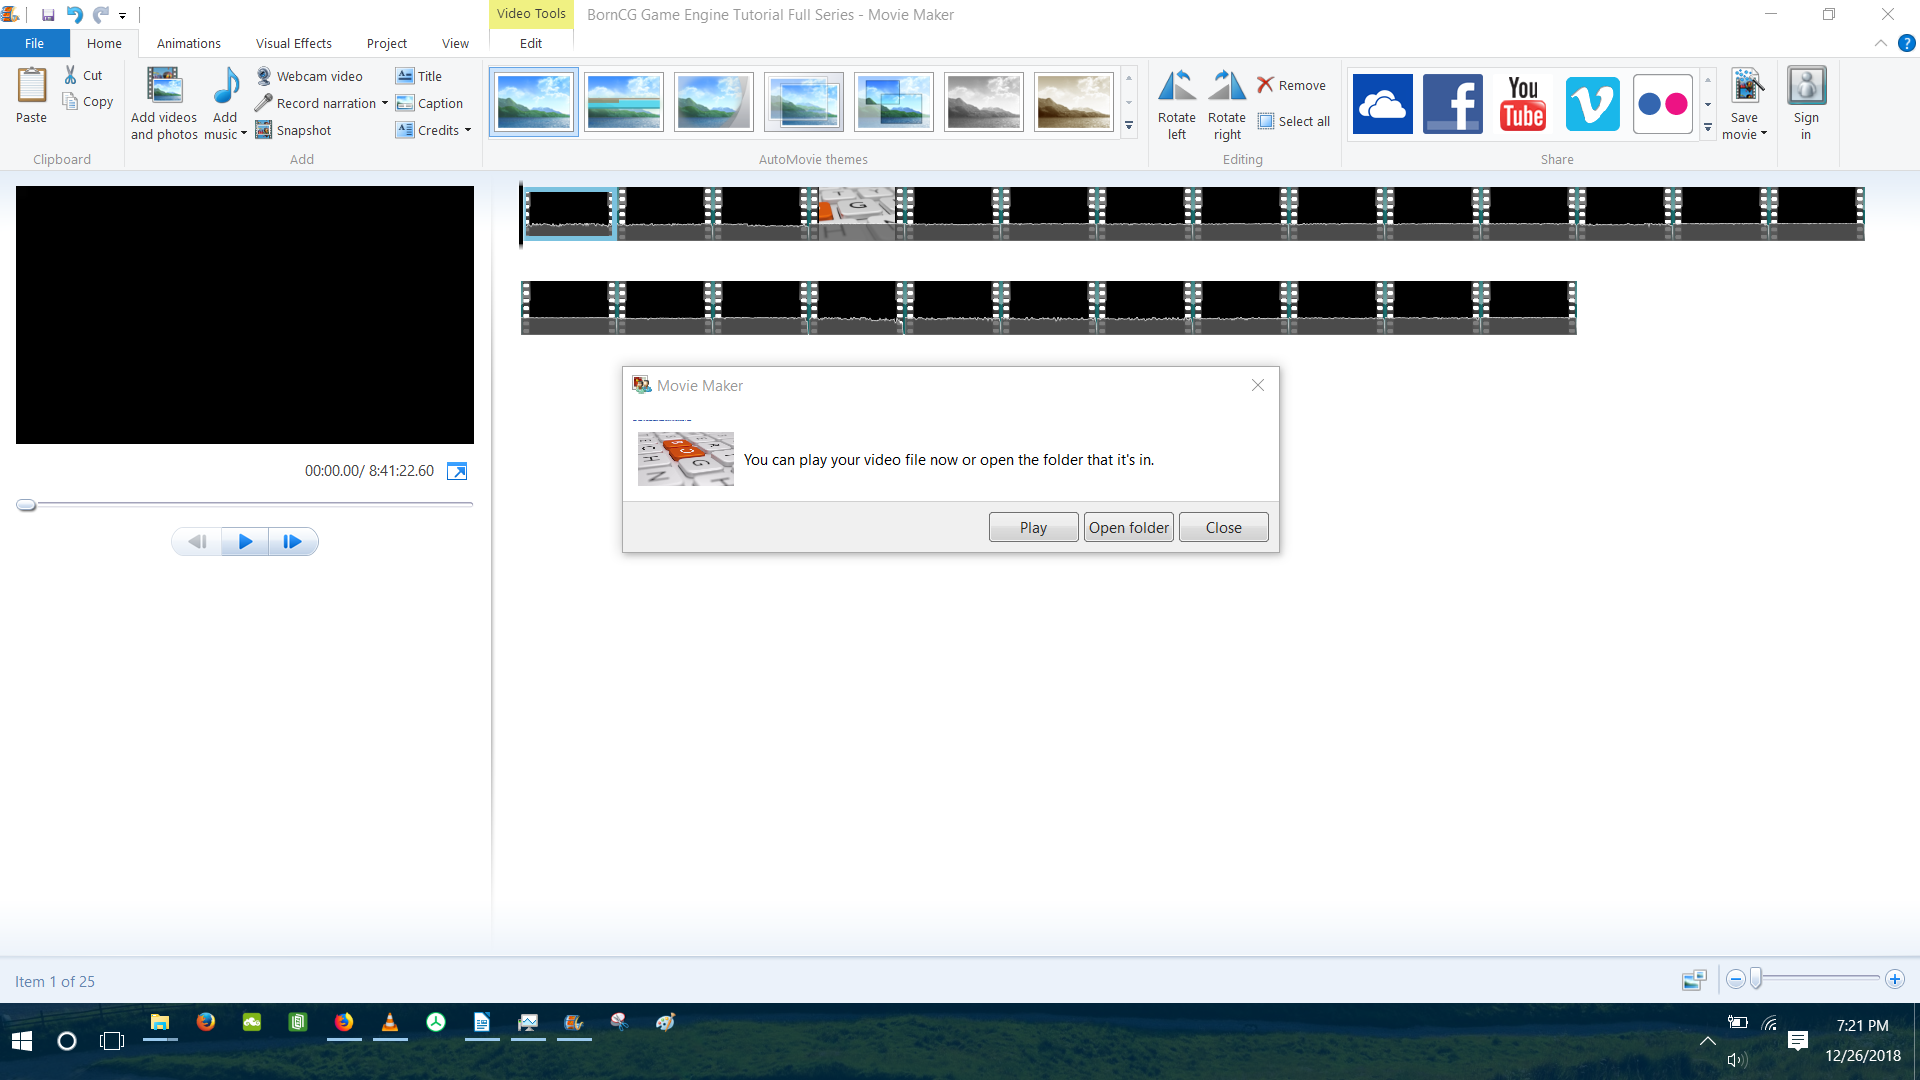 Video Tools
BornCG Game Engine Tutorial Full Series - Movie Maker
File
Home
Animations
Visual Effects
Project
View
Edit
Paste
Cut
Copy
Clipboard
Add videos
and photos
Add
music
Webcam video
Record narration
Snapshot
Title
Caption
Credits
Add
AutoMovie themes
Rotate
left
Rotate
right
Remove
Select all
Editing
f
You
Tube
Share
Save
movie
Sign
in
G
00:00.00/ 8:41:22.60
Movie Maker
You can play your video file now or open the folder that it's in.
Play
Open folder
Close
Item 1 of 25
7:21 PM
12/26/2018